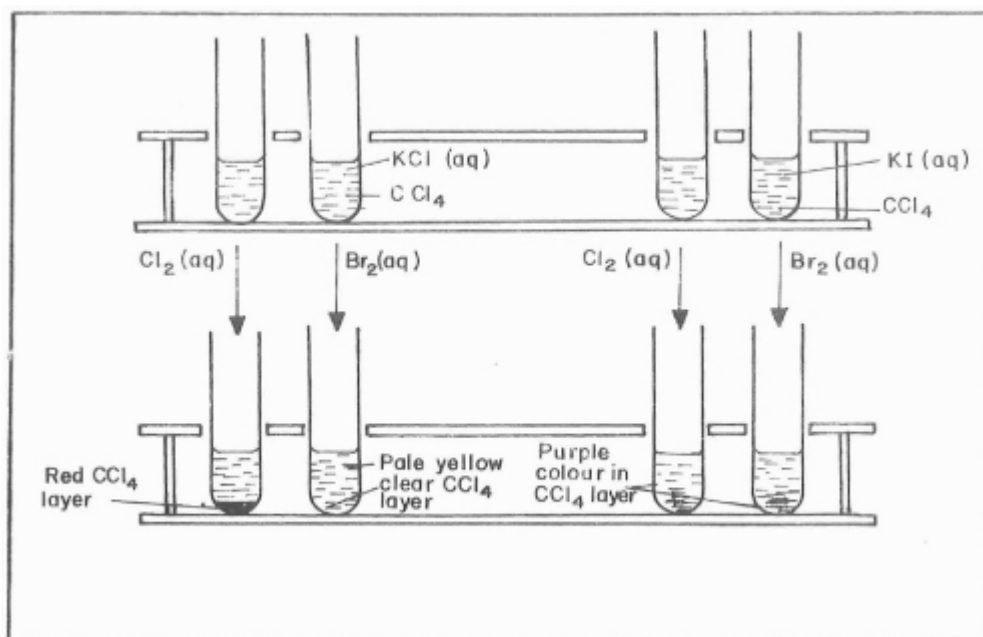 KCl (aq)
CCl4
KI (aq)
CCl4
Cl2 (aq)
Br2(aq)
Cl2 (aq)
Br2 (aq)
Red CCl4
layer
Pale yellow
clear CCl4
layer
Purple
colour in
CCl4 layer